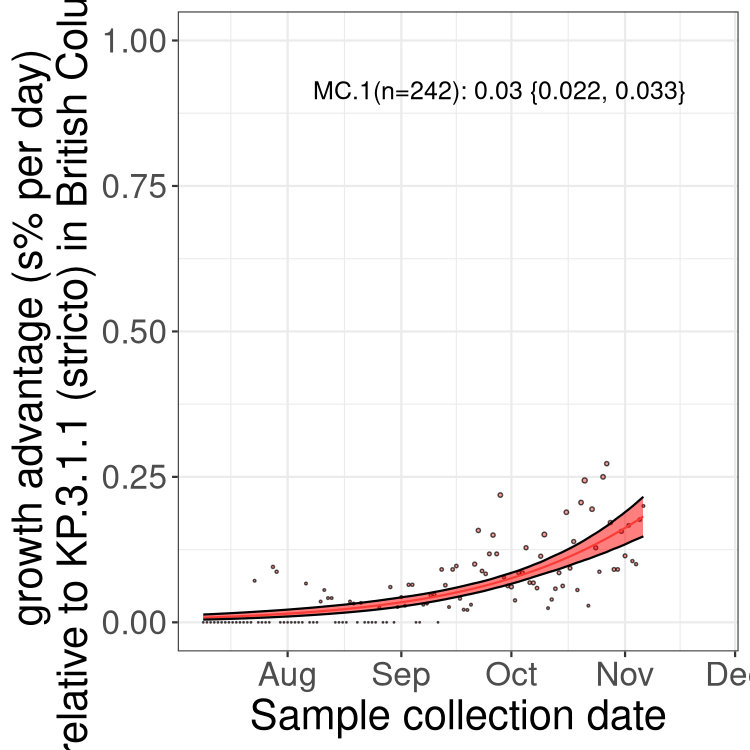 growth advantage (s% per day)
relative to KP.3.1.1 (stricto) in British Colu
1.00
0.75
0.50
0.25
0.00
MC.1(n=242): 0.03 {0.022, 0.033}
Aug Sep Oct Nov De
Sample collection date